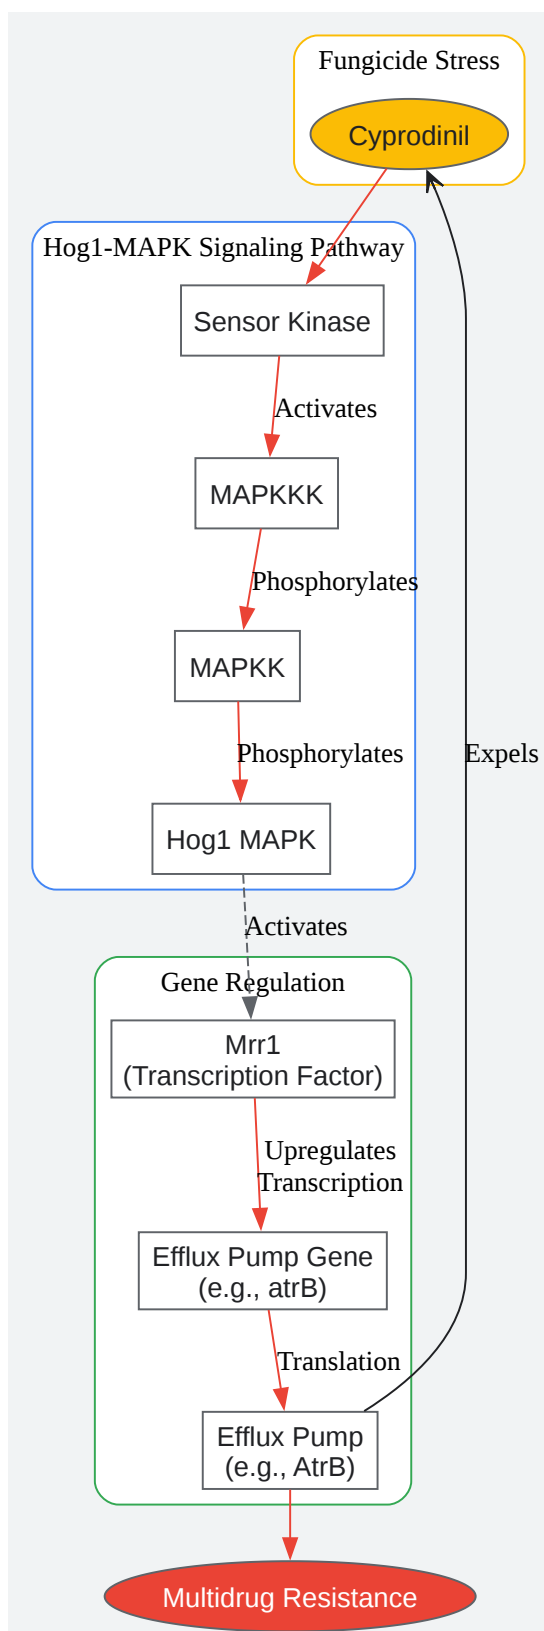 Fungicide Stress
Cyprodinil
Hog1-MAPK Signaling Pathway
Sensor Kinase
Activates
MAPKKK
Phosphorylates
MAPKK
Phosphorylates
Expels
Hog1 MAPK
Activates
Gene Regulation
Mrr1
(Transcription Factor)
Upregulates
Transcription
Efflux Pump Gene
(e.g., atrB)
Translation
Efflux Pump
(e.g., AtrB)
Multidrug Resistance